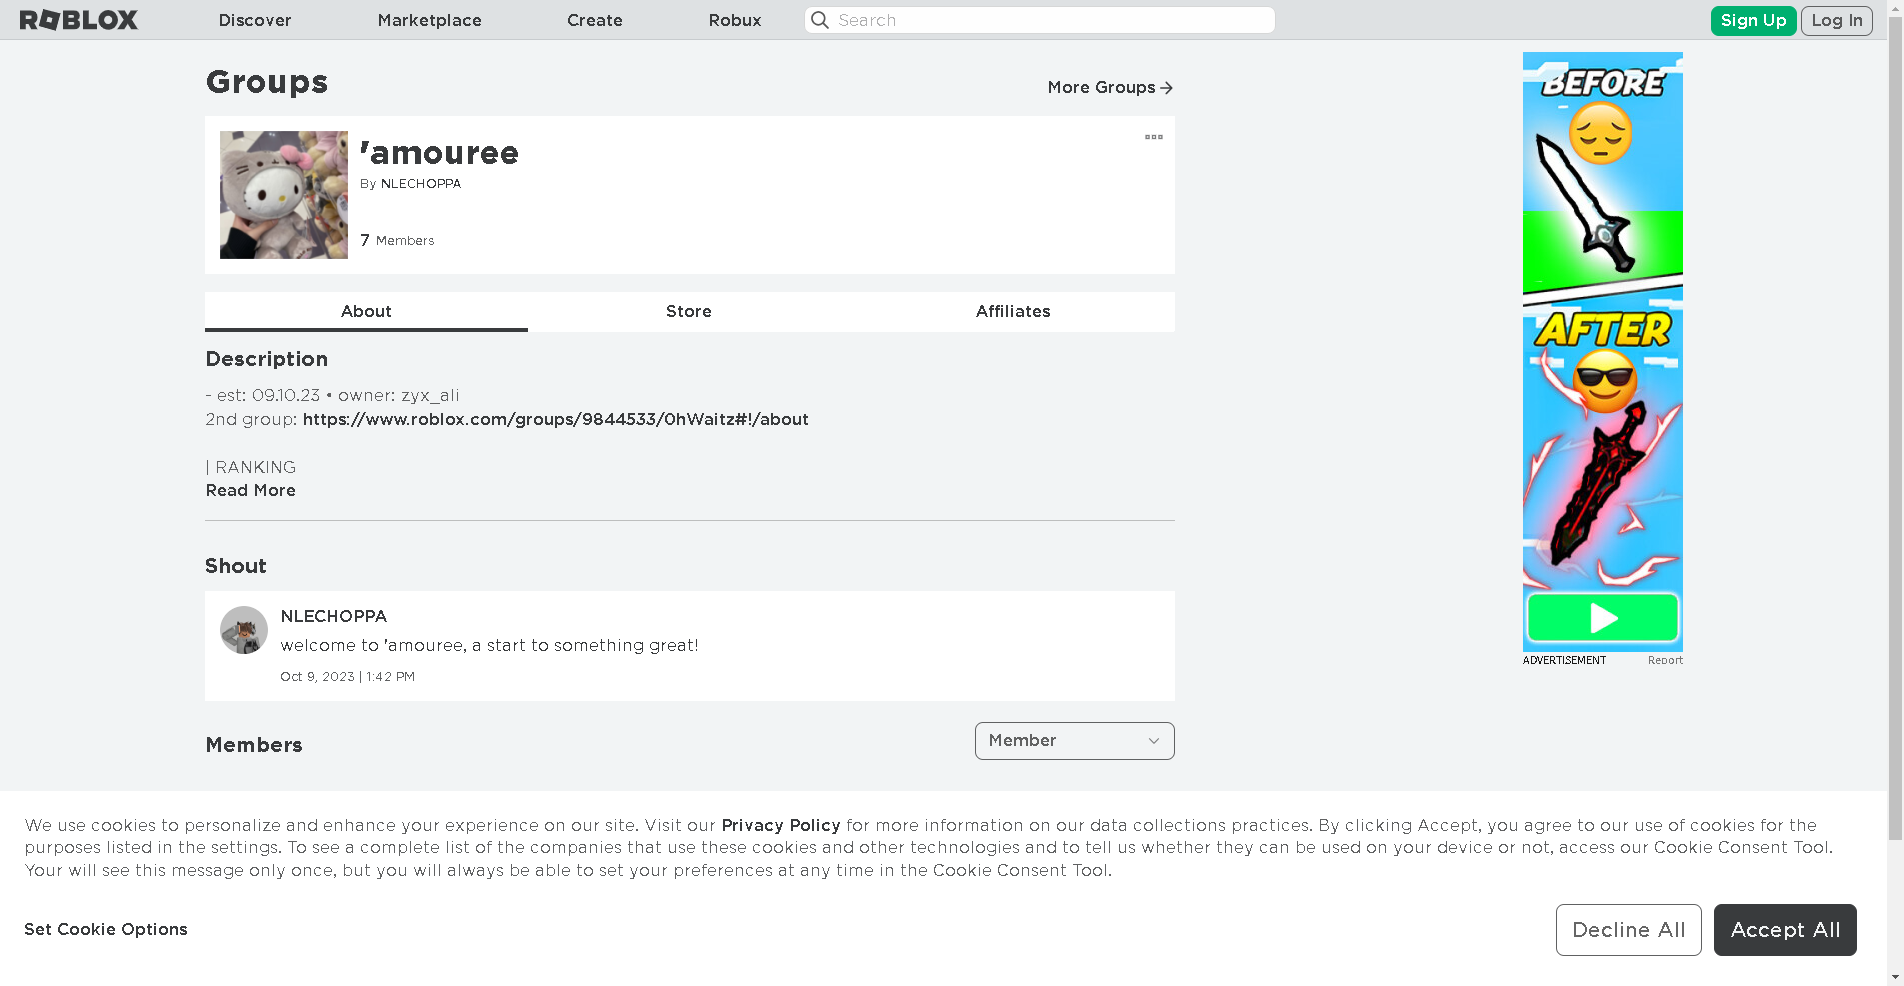 ROBLOX Discover Marketplace Create Robux Search Sign Up Log In
Groups
More Groups
'amouree
By NLECHOPPA
7 Members
About Store Affiliates
Description
- est: 09.10.23 • owner: zyx_ali
2nd group: https://www.roblox.com/groups/9844533/0hWaitz#!/about
| RANKING
Read More
Shout
NLECHOPPA
welcome to 'amouree, a start to something great!
Oct 9, 2023 | 1:42 PM
Members
Member
BEFORE
AFTER
ADVERTISEMENT Report
We use cookies to personalize and enhance your experience on our site. Visit our Privacy Policy for more information on our data collections practices. By clicking Accept, you agree to our use of cookies for the
purposes listed in the settings. To see a complete list of the companies that use these cookies and other technologies and to tell us whether they can be used on your device or not, access our Cookie Consent Tool.
Your will see this message only once, but you will always be able to set your preferences at any time in the Cookie Consent Tool.
Set Cookie Options
Decline All
Accept All